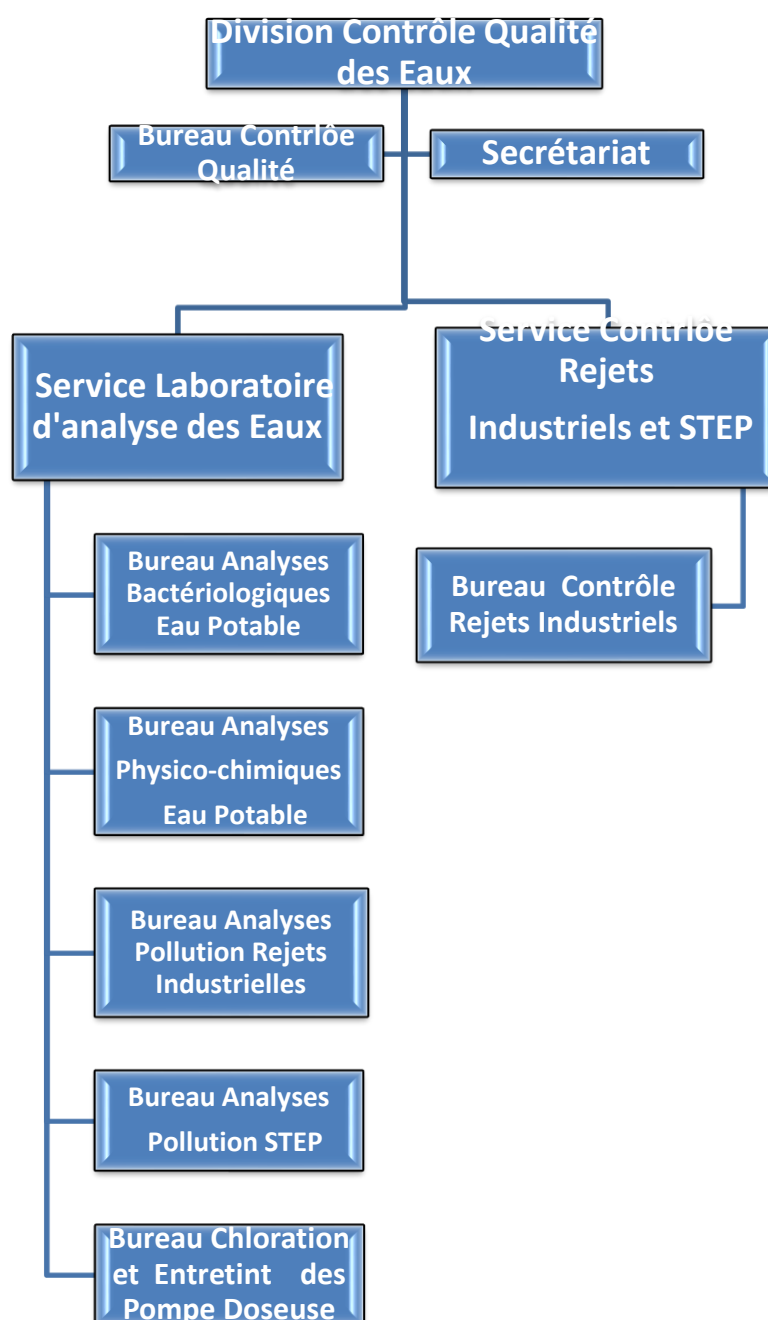 Division Contrôle Qualité
des Eaux
Bureau Contrlôe
Qualité
Secrétariat
Service Laboratoire
d'analyse des Eaux
Service Contrlôe
Rejets
Industriels et STEP
Bureau Analyses
Bactériologiques
Eau Potable
Bureau Contrôle
Rejets Industriels
Bureau Analyses
Physico-chimiques
Eau Potable
Bureau Analyses
Pollution Rejets
Industrielles
Bureau Analyses
Pollution STEP
Bureau Chloration
et Entretint des
Pompe Doseuse